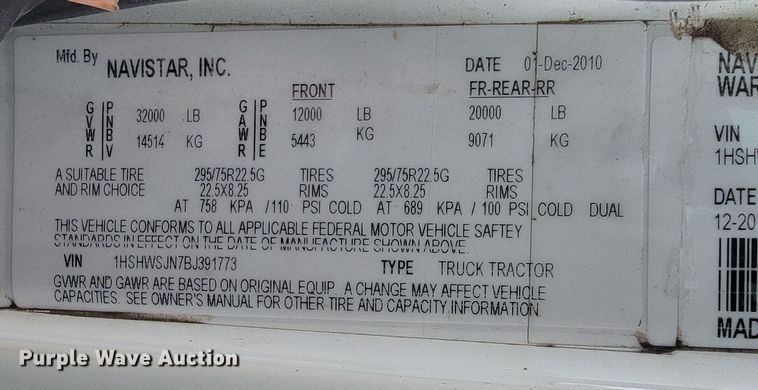 Mfd. By NAVISTAR, INC. DATE 01-Dec-2010
FRONT FR-REAR-RR
GVWR PNBV 32000 LB GAWR PNBE 12000 LB 20000 LB
14514 KG 5443 KG 9071 KG
A SUITABLE TIRE 295/75R22.5G TIRES 295/75R22.5G TIRES
AND RIM CHOICE 22.5X8.25 RIMS 22.5X8.25 RIMS
AT 758 KPA /110 PSI COLD AT 689 KPA / 100 PSI COLD DUAL
THIS VEHICLE CONFORMS TO ALL APPLICABLE FEDERAL MOTOR VEHICLE SAFTEY
STANDARDS IN EFFECT ON THE DATE OF MANUFACTURE SHOWN ABOVE.
VIN 1HSHWSJN7BJ391773 TYPE TRUCK TRACTOR
GVWR AND GAWR ARE BASED ON ORIGINAL EQUIP. A CHANGE MAY AFFECT VEHICLE
CAPACITIES. SEE OWNER'S MANUAL FOR OTHER TIRE AND CAPACITY INFORMATION
NAV
WAR
VIN
1HSH
DATE
12-20
MAD
Purple Wave Auction